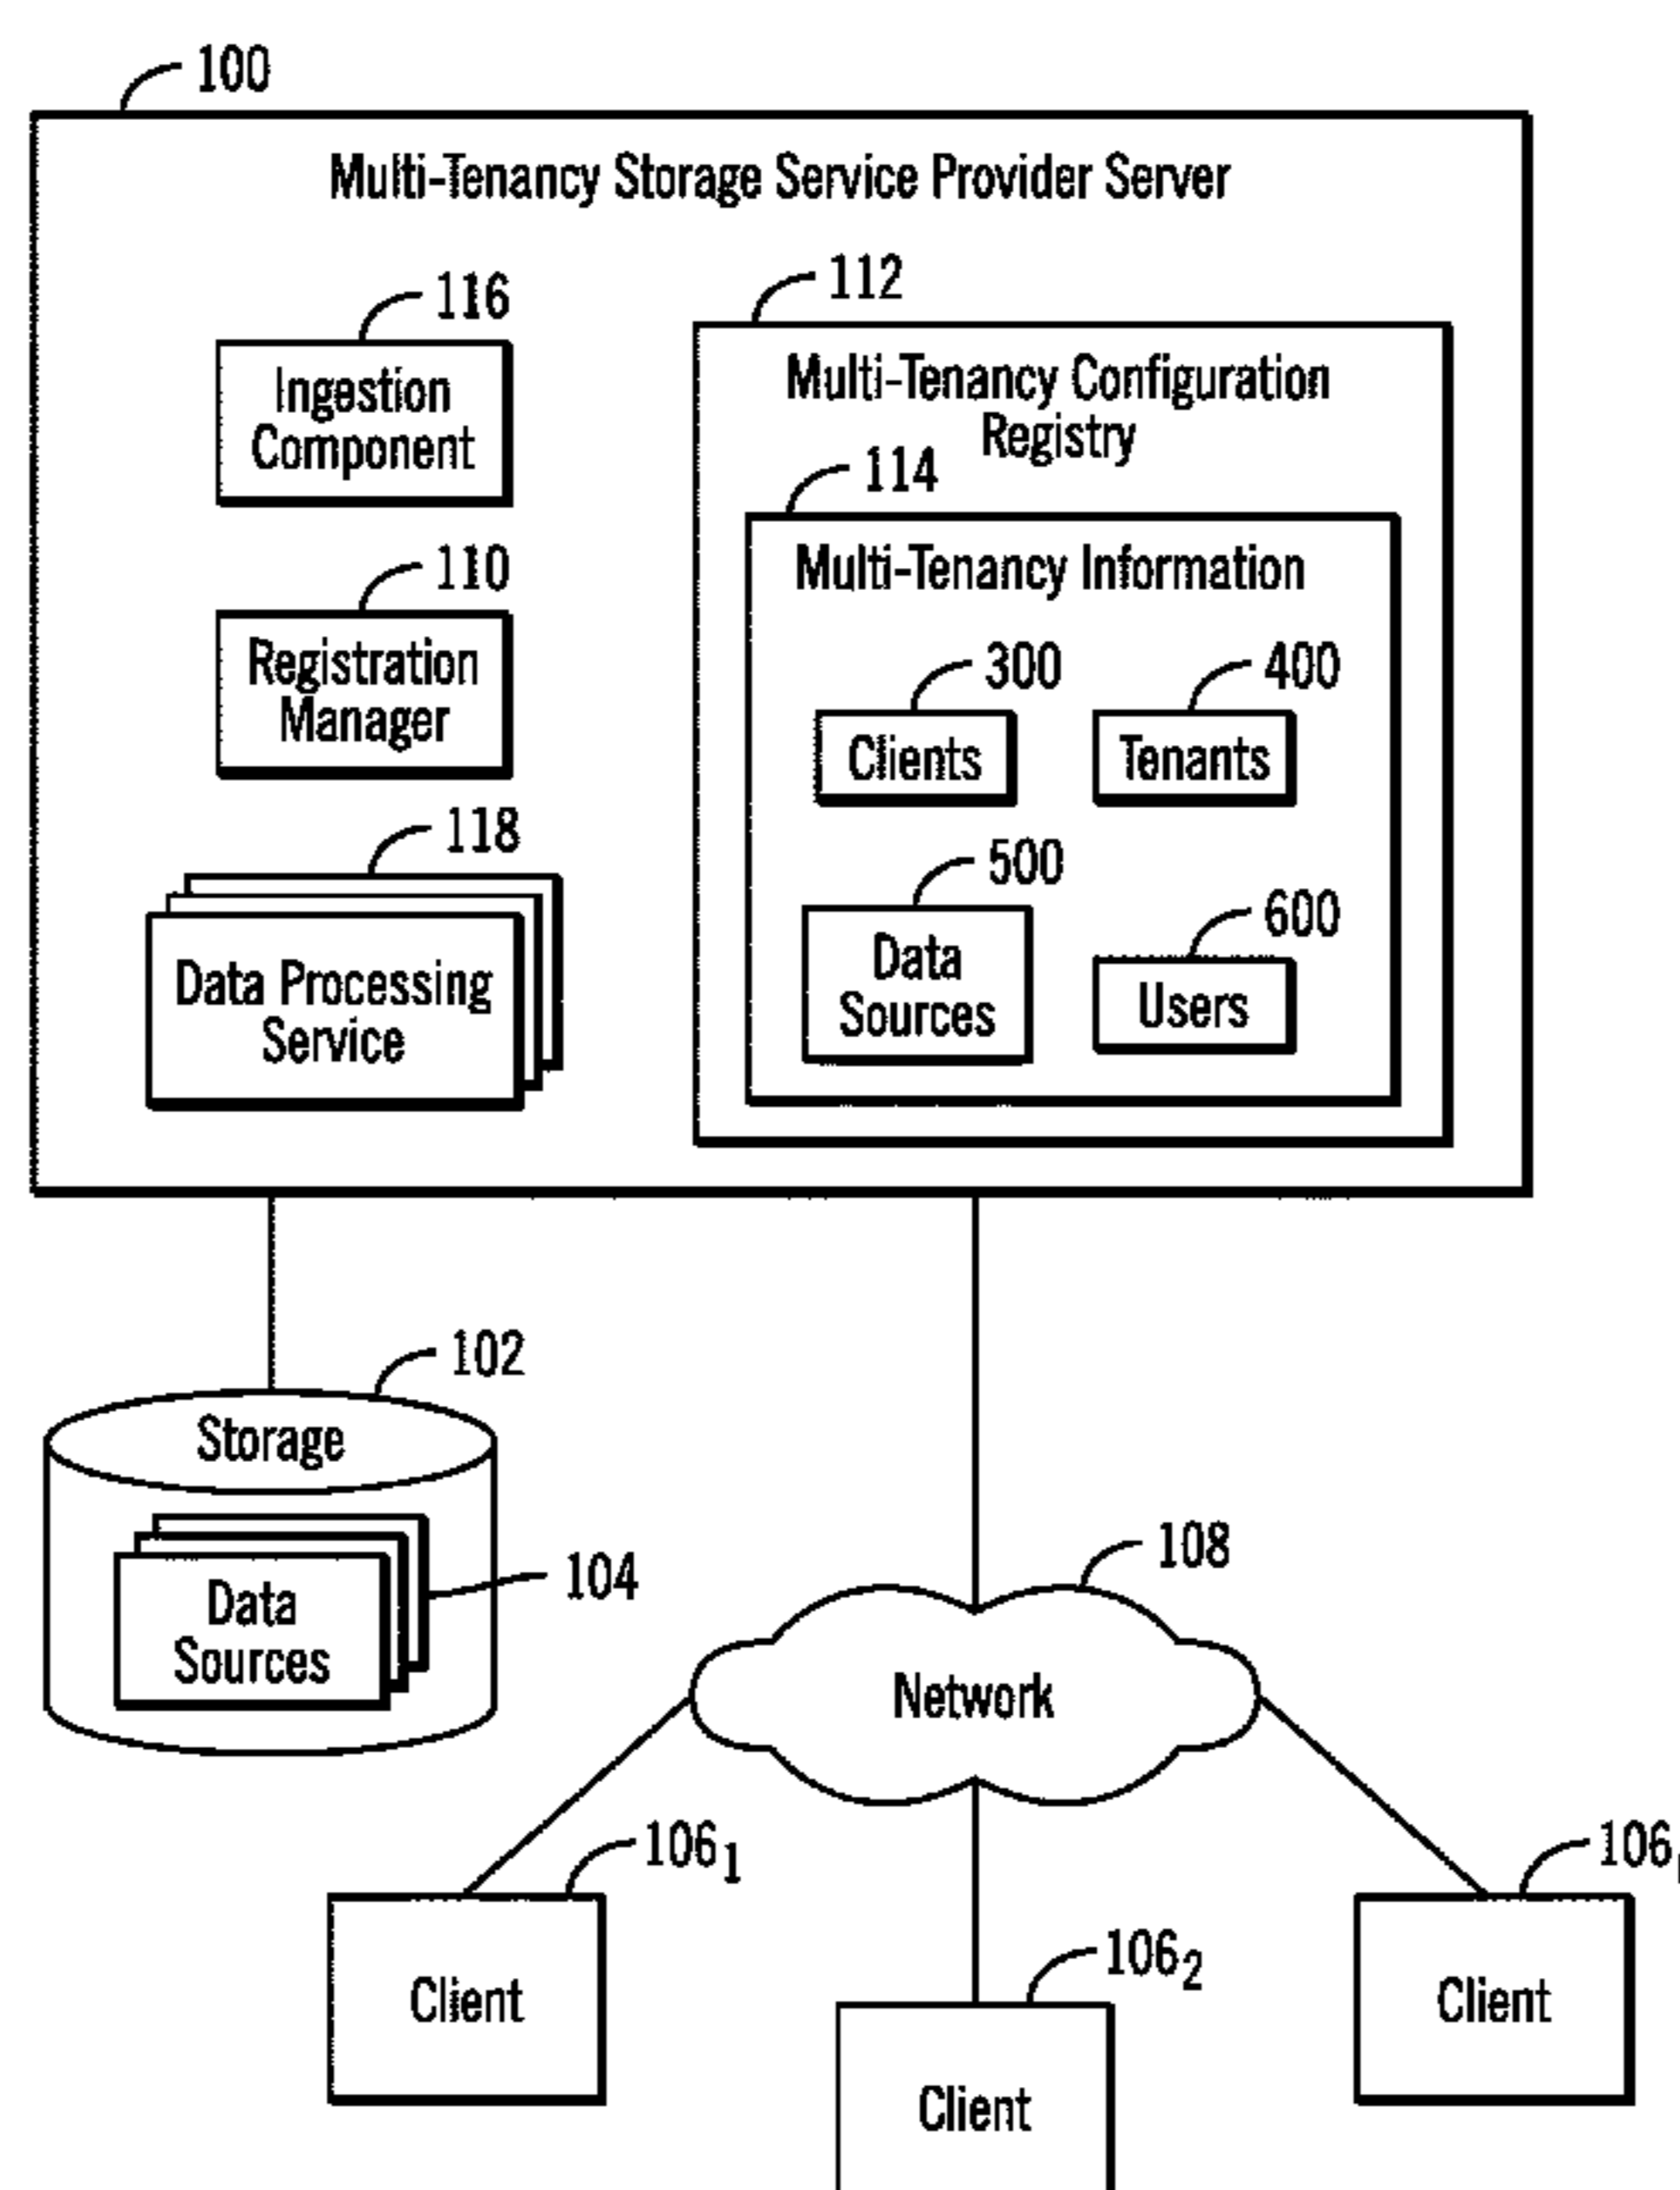 100
Multi-Tenancy Storage Service Provider Server
116
Ingestion
Component
112
Multi-Tenancy Configuration
Registry
114
Multi-Tenancy Information
110
Registration
Manager
300
Clients
400
Tenants
118
Data Processing
Service
500
Data
Sources
600
Users
102
Storage
104
Data
Sources
108
Network
106₁
Client
106₂
Client
106
Client